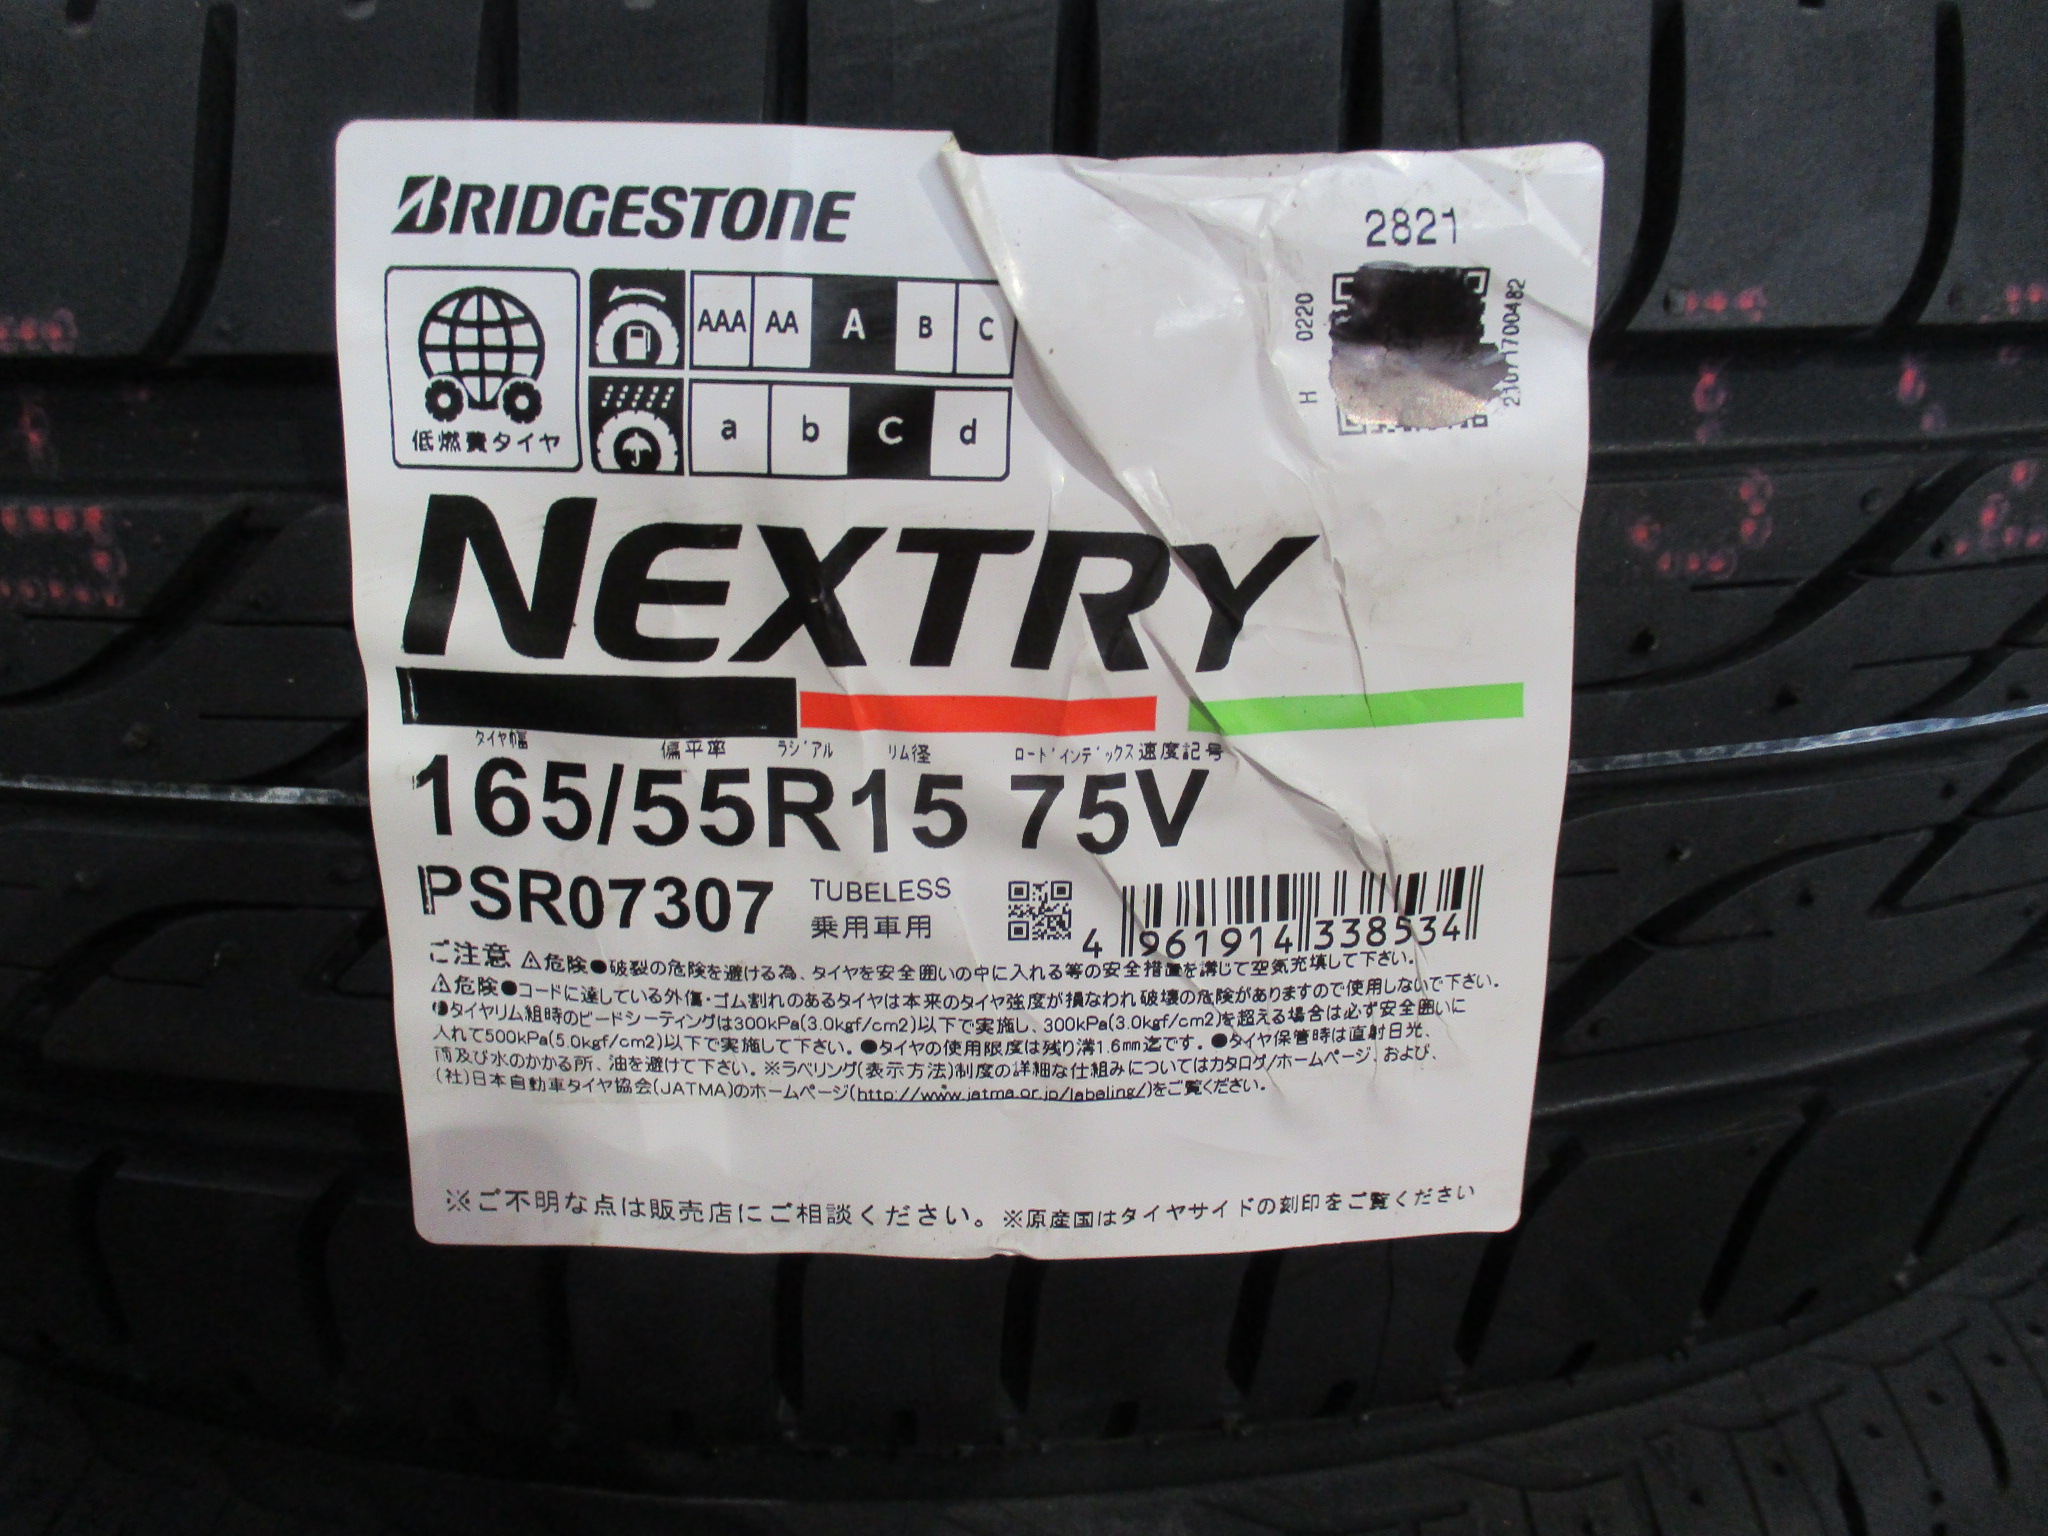 BRIDGESTONE
2821
H 0220
低燃費タイヤ
AAA AA A B C
a b c d
NEXTRY
タイヤ幅 偏平率 ラジアル リム径 ロードインデックス 速度記号
165/55R15 75V
PSR07307
TUBELESS
乗用車用
4 961914 338534
ご注意 ⚠危険●破裂の危険を避ける為、タイヤを安全囲いの中に入れる等の安全措置を講じて空気充填して下さい。
⚠危険●コードに達している外傷・ゴム割れのあるタイヤは本来のタイヤ強度が損なわれ破壊の危険がありますので使用しないで下さい。
●タイヤリム組時のビードシーティングは300kPa(3.0kgf/cm2)以下で実施し、300kPa(3.0kgf/cm2)を超える場合は必ず安全囲いに
入れて500kPa(5.0kgf/cm2)以下で実施して下さい。●タイヤの使用限度は残り溝1.6mm迄です。●タイヤ保管時は直射日光、
雨及び水のかかる所、油を避けて下さい。※ラベリング(表示方法)制度の詳細な仕組みについてはカタログ/ホームページ、および、
(社)日本自動車タイヤ協会(JATMA)のホームページ(http://www.jatma.or.jp/labeling/)をご覧ください。
※ご不明な点は販売店にご相談ください。※原産国はタイヤサイドの刻印をご覧ください